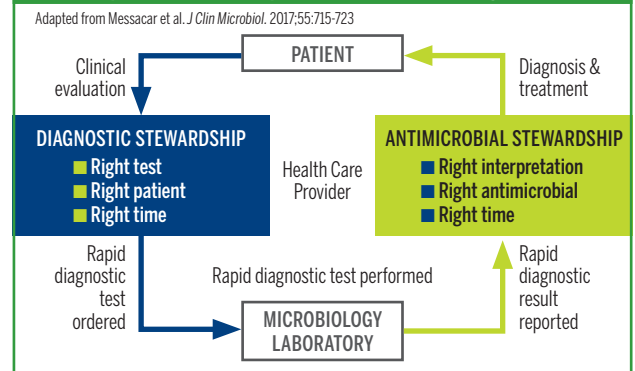 Adapted from Messacar et al. J Clin Microbiol. 2017;55:715-723
PATIENT
Clinical
evaluation
Diagnosis &
treatment
DIAGNOSTIC STEWARDSHIP
Right test
Right patient
Right time
Health Care
Provider
ANTIMICROBIAL STEWARDSHIP
Right interpretation
Right antimicrobial
Right time
Rapid
diagnostic
test
ordered
Rapid diagnostic test performed
Rapid
diagnostic
result
reported
MICROBIOLOGY
LABORATORY